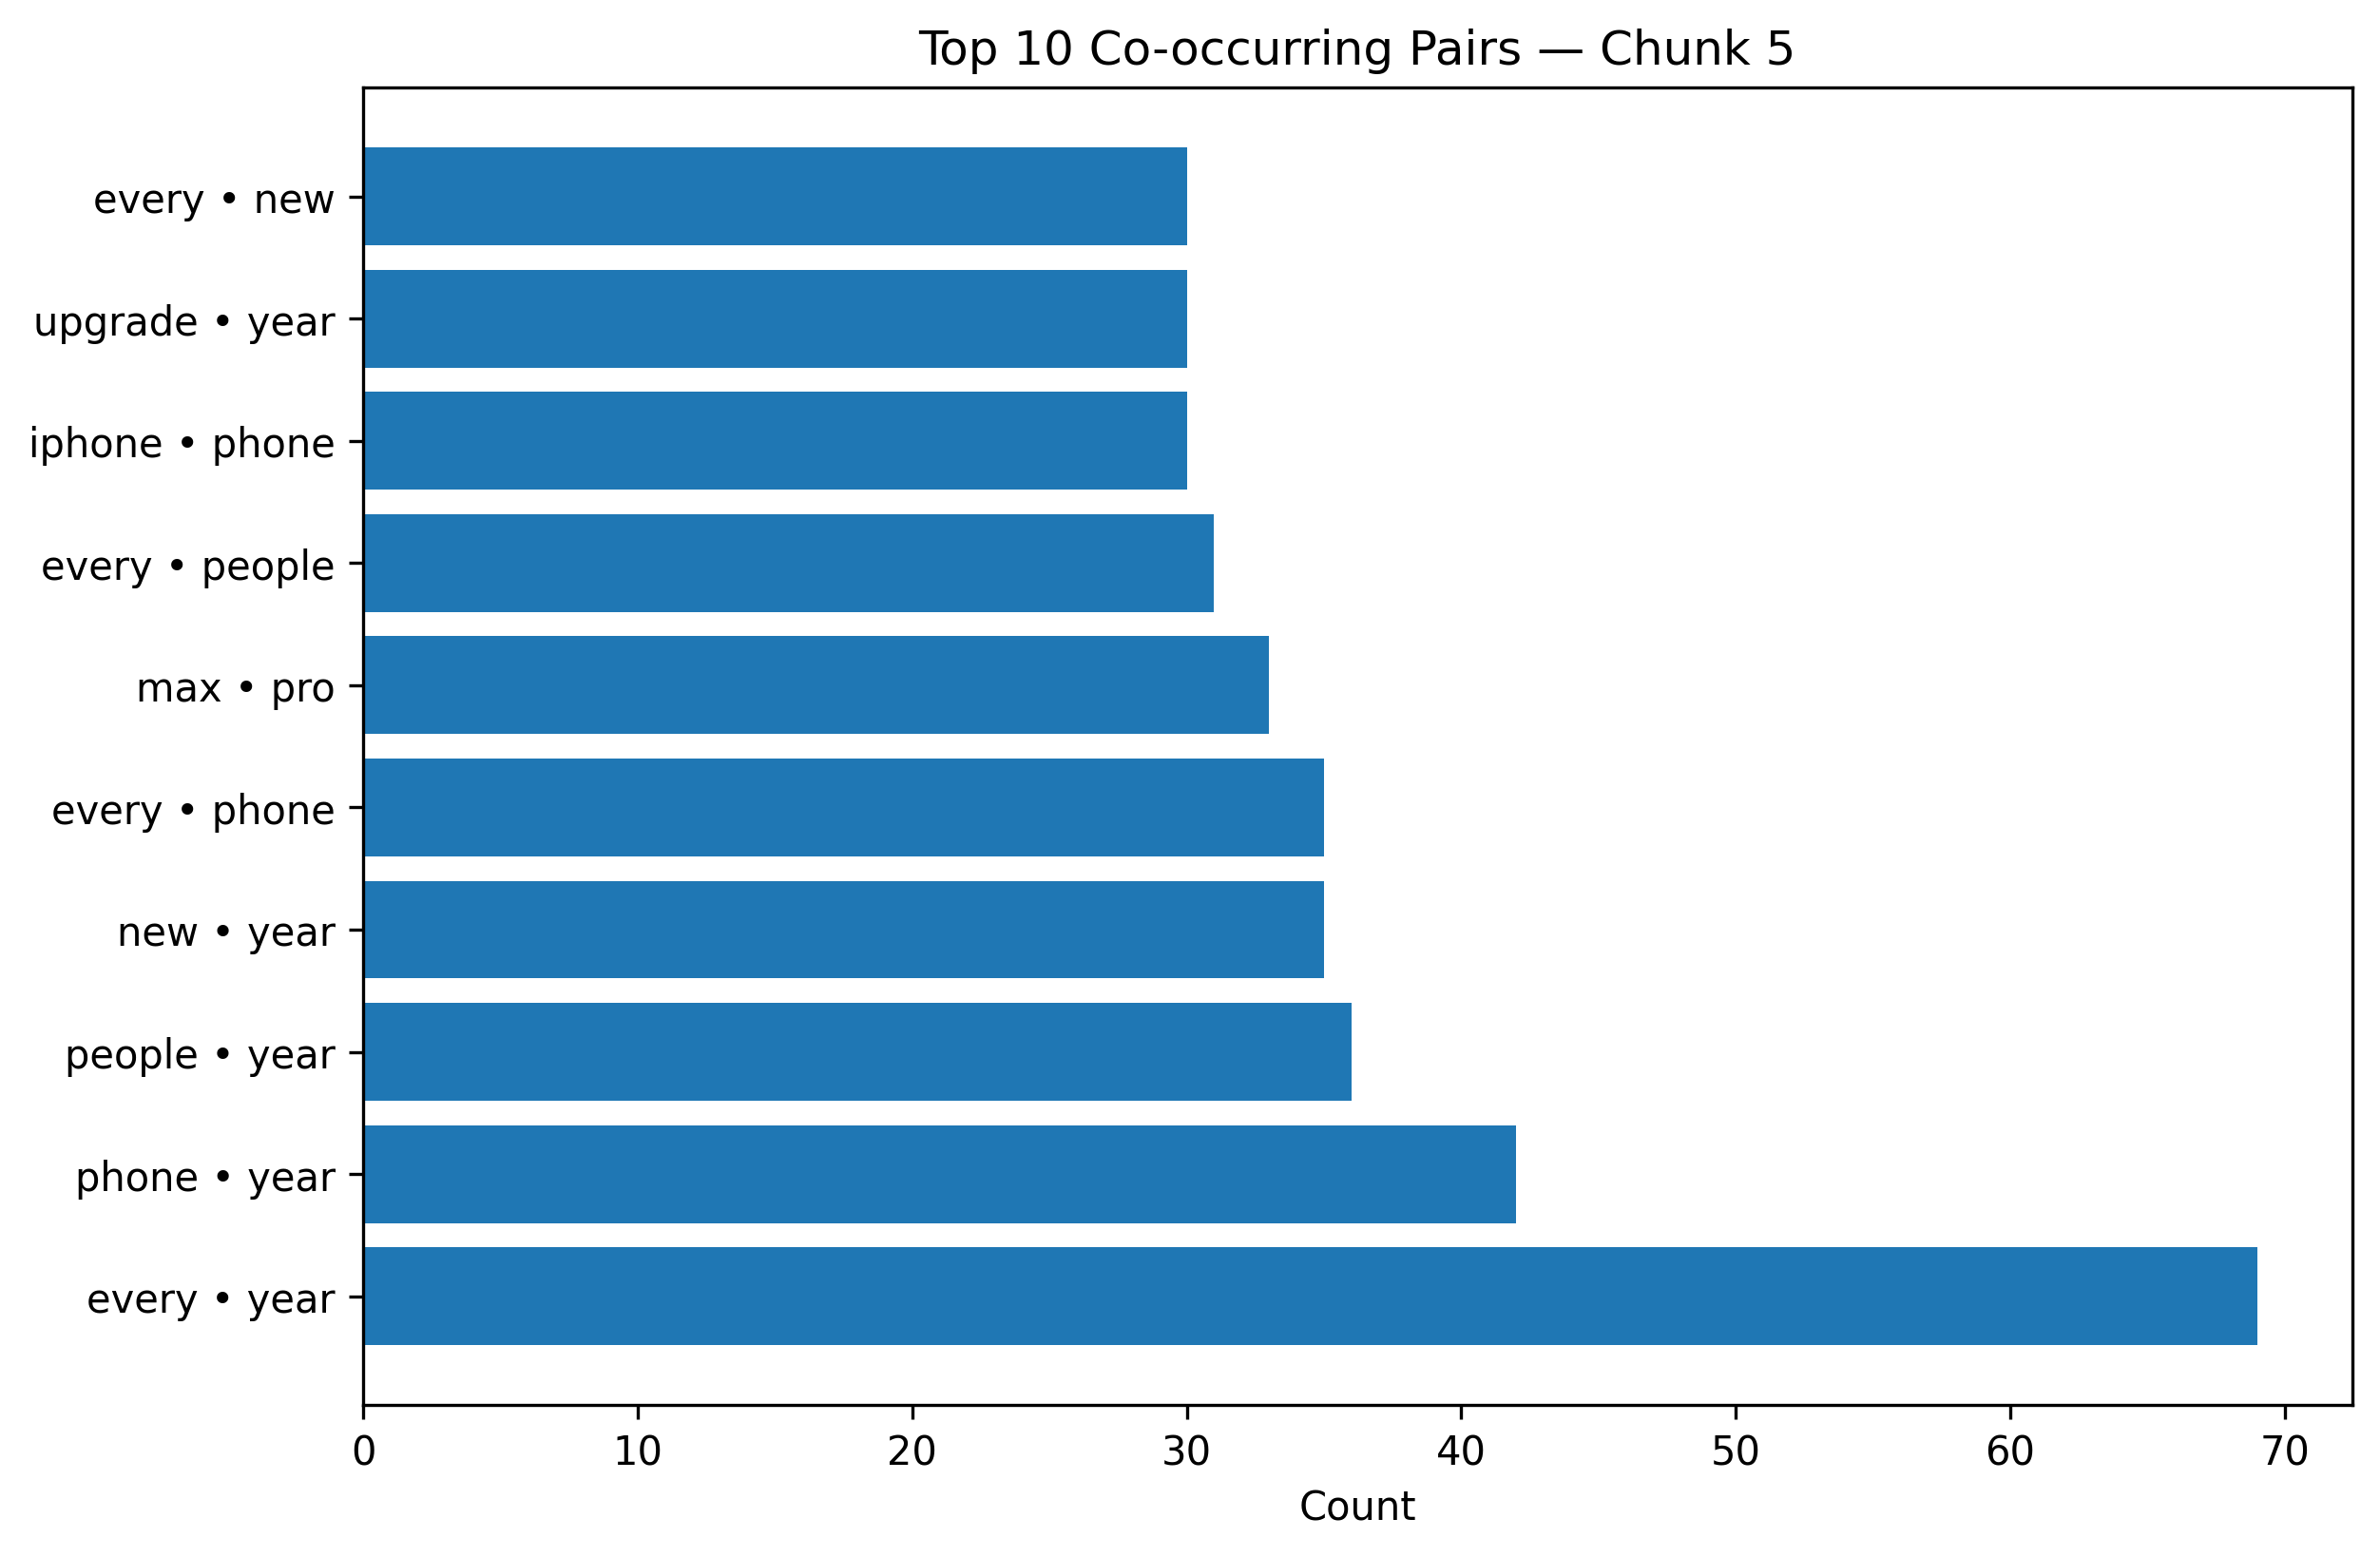 Top 10 Co-occurring Pairs — Chunk 5
every • new
upgrade • year
iphone • phone
every • people
max • pro
every • phone
new • year
people • year
phone • year
every • year
0 10 20 30 40 50 60 70
Count